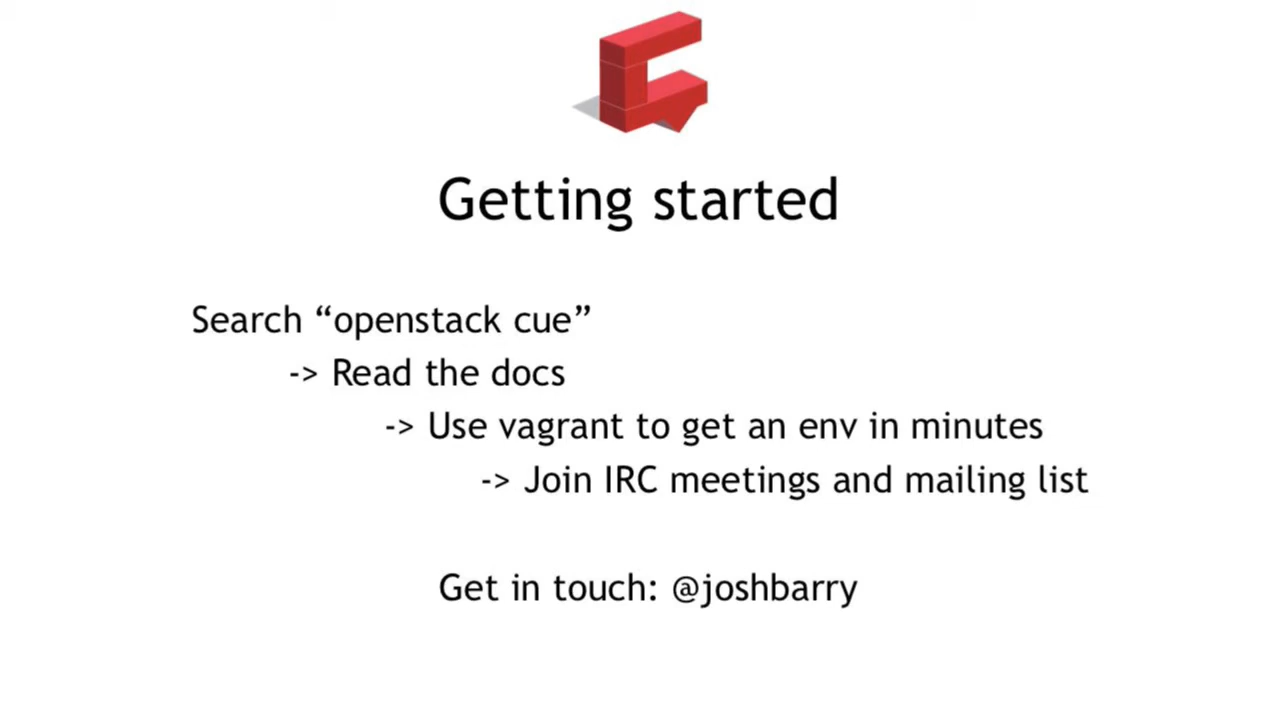 Getting started
Search “openstack cue”
-> Read the docs
-> Use vagrant to get an env in minutes
-> Join IRC meetings and mailing list
Get in touch: @joshbarry